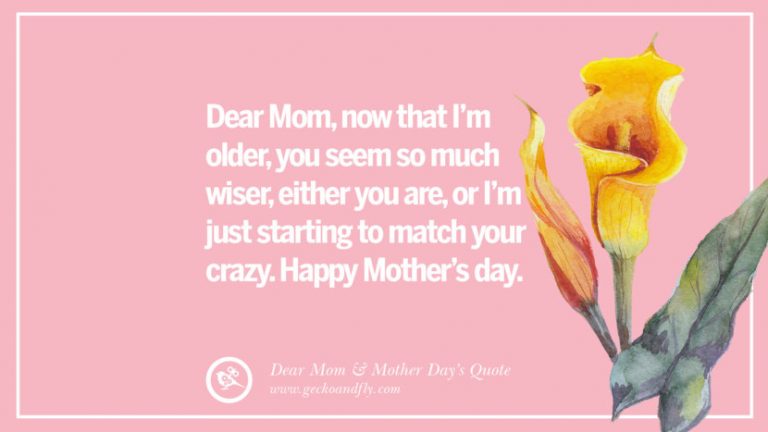 Dear Mom, now that I’m
older, you seem so much
wiser, either you are, or I’m
just starting to match your
crazy. Happy Mother’s day.
Dear Mom & Mother Day’s Quote
www.geckoandfly.com